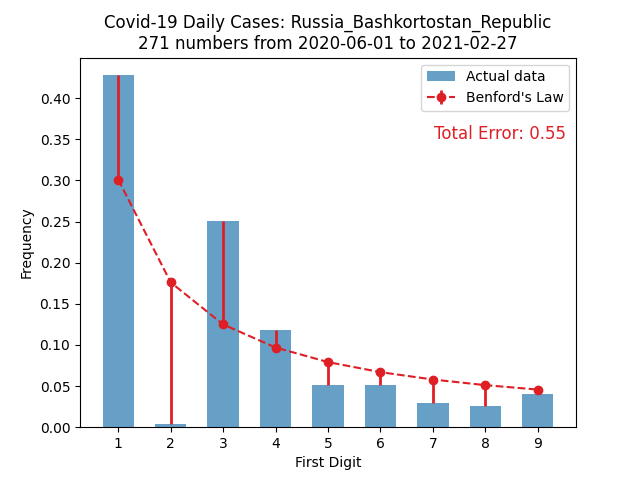 Covid-19 Daily Cases: Russia_Bashkortostan_Republic
271 numbers from 2020-06-01 to 2021-02-27
Actual data
Benford's Law
Total Error: 0.55
Frequency
0.40
0.35
0.30
0.25
0.20
0.15
0.10
0.05
0.00
1 2 3 4 5 6 7 8 9
First Digit